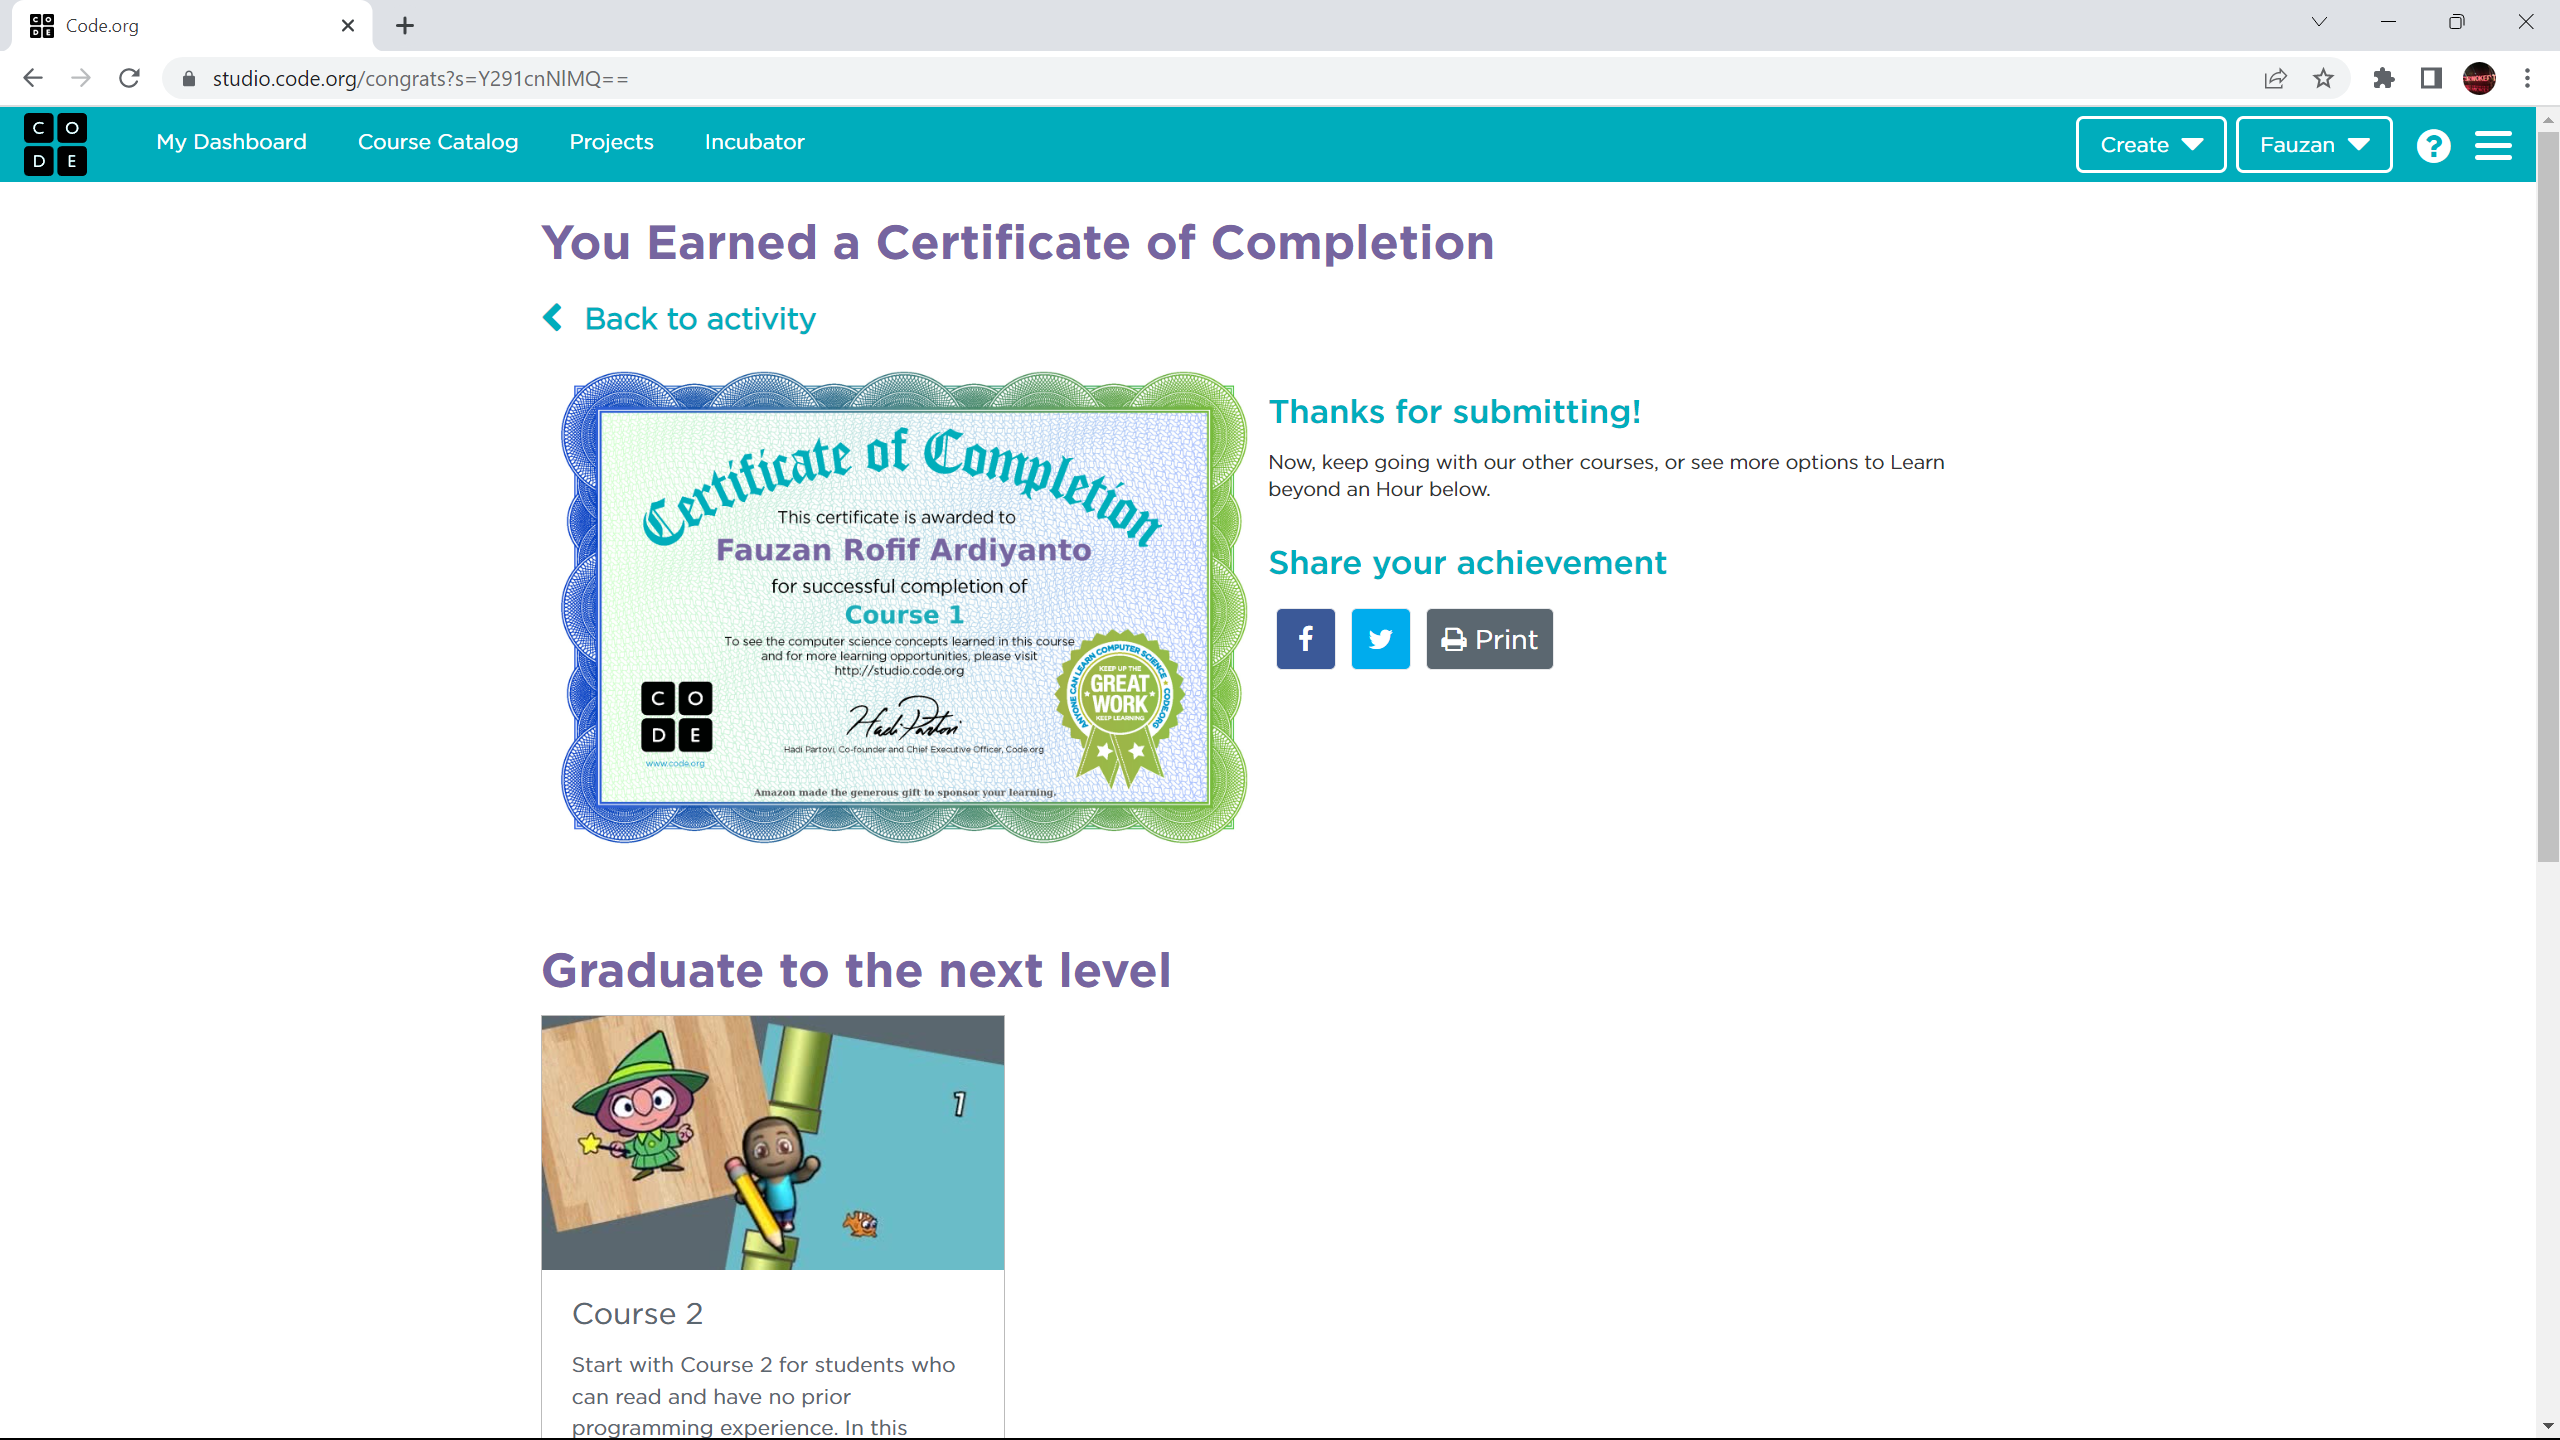 Code.org
studio.code.org/congrats?s=Y291cnNlMQ==
C O D E
My Dashboard
Course Catalog
Projects
Incubator
Create
Fauzan
?
You Earned a Certificate of Completion
Back to activity
Certificate of Completion
This certificate is awarded to
Fauzan Rofif Ardiyanto
for successful completion of
Course 1
To see the computer science concepts learned in this course
and for more learning opportunities, please visit
http://studio.code.org
C O
D E
www.code.org
Hadi Partovi
Hadi Partovi, Co-founder and Chief Executive Officer, Code.org
ANYONE CAN LEARN COMPUTER SCIENCE
CODE.ORG
KEEP UP THE
GREAT
WORK
KEEP LEARNING
Amazon made the generous gift to sponsor your learning.
Thanks for submitting!
Now, keep going with our other courses, or see more options to Learn
beyond an Hour below.
Share your achievement
f
Print
Graduate to the next level
1
Course 2
Start with Course 2 for students who
can read and have no prior
programming experience. In this